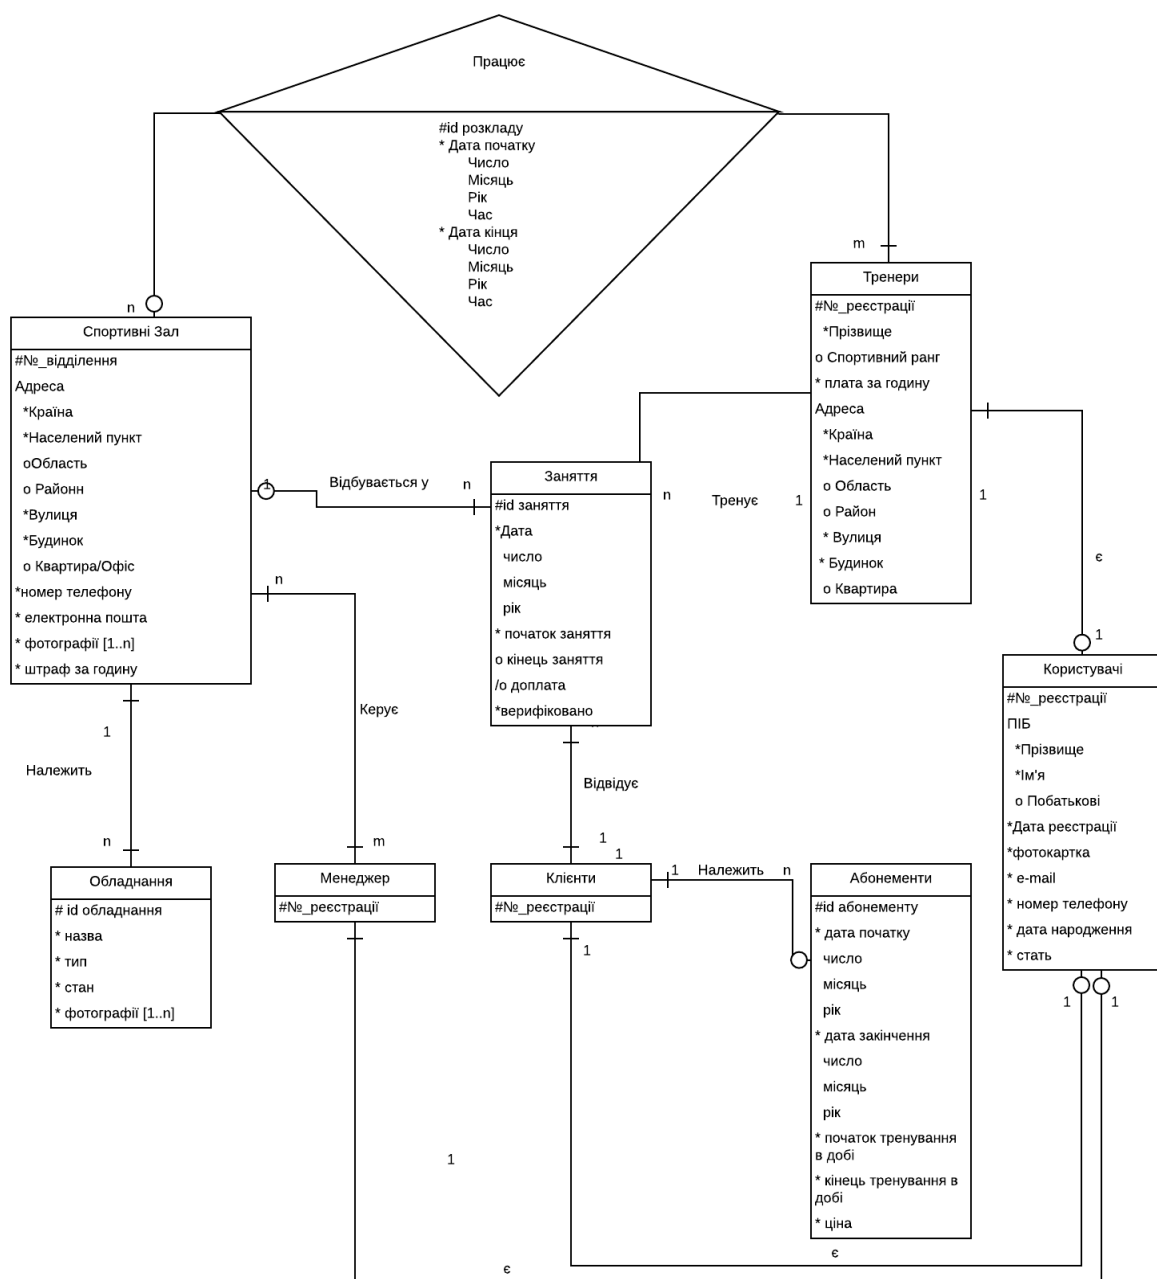 Працює
#id розкладу
* Дата початку
Число
Місяць
Рік
Час
* Дата кінця
Число
Місяць
Рік
Час
n
m
Спортивні Зал
#№_відділення
Адреса
*Країна
*Населений пункт
oОбласть
o Районн
*Вулиця
*Будинок
o Квартира/Офіс
*номер телефону
* електронна пошта
* фотографії [1..n]
* штраф за годину
Тренери
#№_реєстрації
*Прізвище
o Спортивний ранг
* плата за годину
Адреса
*Країна
*Населений пункт
o Область
o Район
* Вулиця
* Будинок
o Квартира
1
Відбувається у
n
Заняття
#id заняття
*Дата
число
місяць
рік
* початок заняття
o кінець заняття
/o доплата
*верифіковано
n
Тренує
1
1
є
1
n
Керує
m
1
Належить
n
Відвідує
1
1
Користувачі
#№_реєстрації
ПІБ
*Прізвище
*Ім'я
o Побатькові
*Дата реєстрації
*фотокартка
* e-mail
* номер телефону
* дата народження
* стать
1
1
Обладнання
# id обладнання
* назва
* тип
* стан
* фотографії [1..n]
Менеджер
#№_реєстрації
Клієнти
#№_реєстрації
1
1
Належить
n
Абонементи
#id абонементу
* дата початку
число
місяць
рік
* дата закінчення
число
місяць
рік
* початок тренування
в добі
* кінець тренування в
добі
* ціна
1
є
є